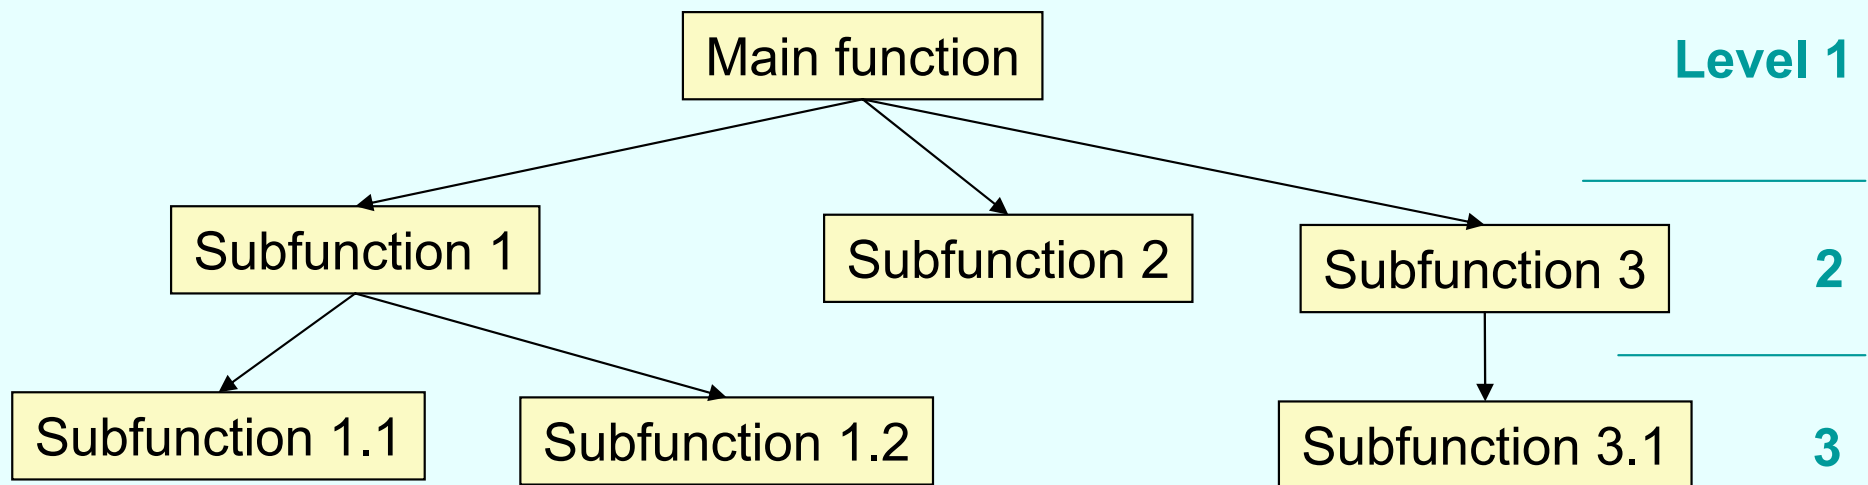 Main function
Level 1
Subfunction 1
Subfunction 2
Subfunction 3
2
Subfunction 1.1
Subfunction 1.2
Subfunction 3.1
3